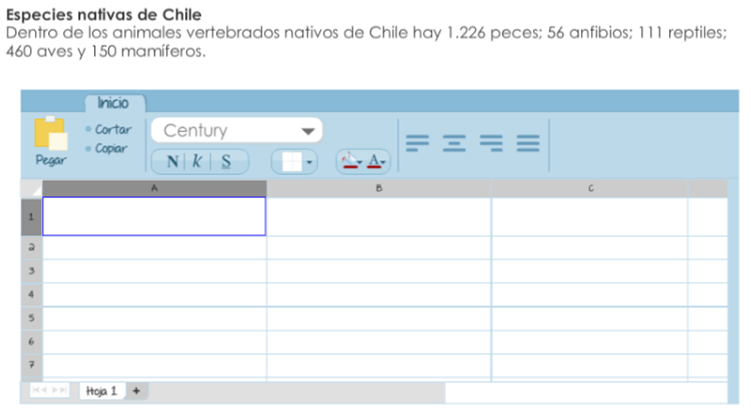 Especies nativas de Chile
Dentro de los animales vertebrados nativos de Chile hay 1.226 peces; 56 anfibios; 111 reptiles;
460 aves y 150 mamíferos.
Inicio
Cortar
Century
Copiar
Pegar
N k S
A
A B C
1
2
3
4
5
6
7
Hoja 1 +